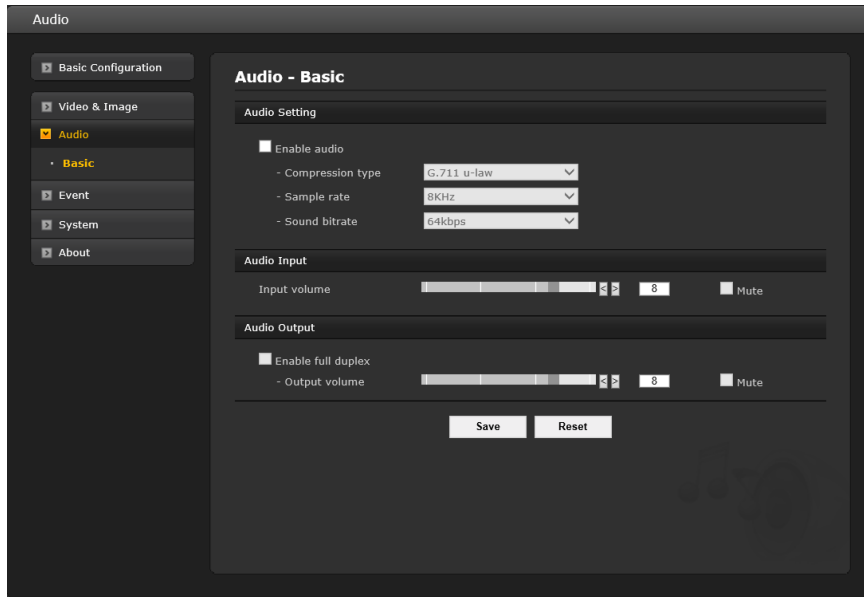 Audio
Basic Configuration
Video & Image
Audio
Basic
Event
System
About
Audio - Basic
Audio Setting
Enable audio
- Compression type G.711 u-law
- Sample rate 8KHz
- Sound bitrate 64kbps
Audio Input
Input volume < > 8 Mute
Audio Output
Enable full duplex
- Output volume < > 8 Mute
Save Reset